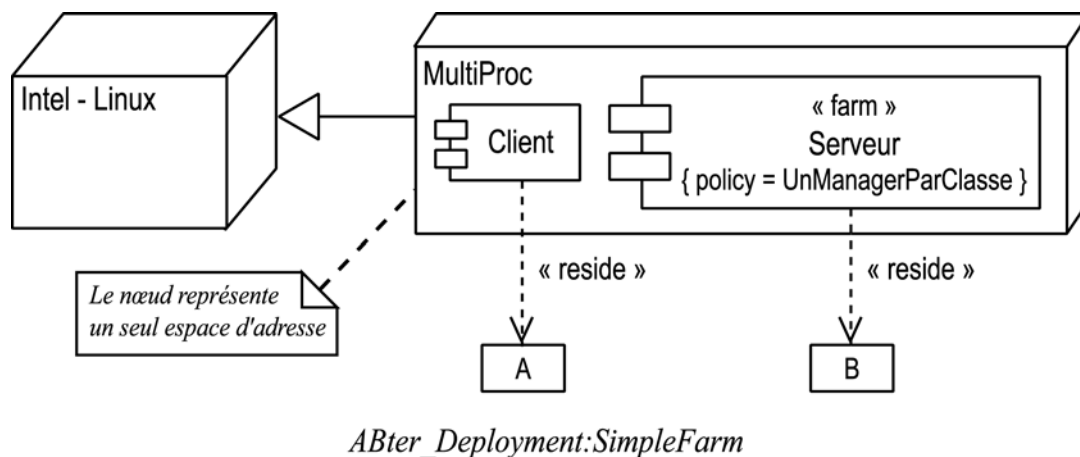 Intel - Linux
MultiProc
Client
« farm »
Serveur
{ policy = UnManagerParClasse }
« reside »
« reside »
Le nœud représente
un seul espace d'adresse
A
B
ABter_Deployment:SimpleFarm